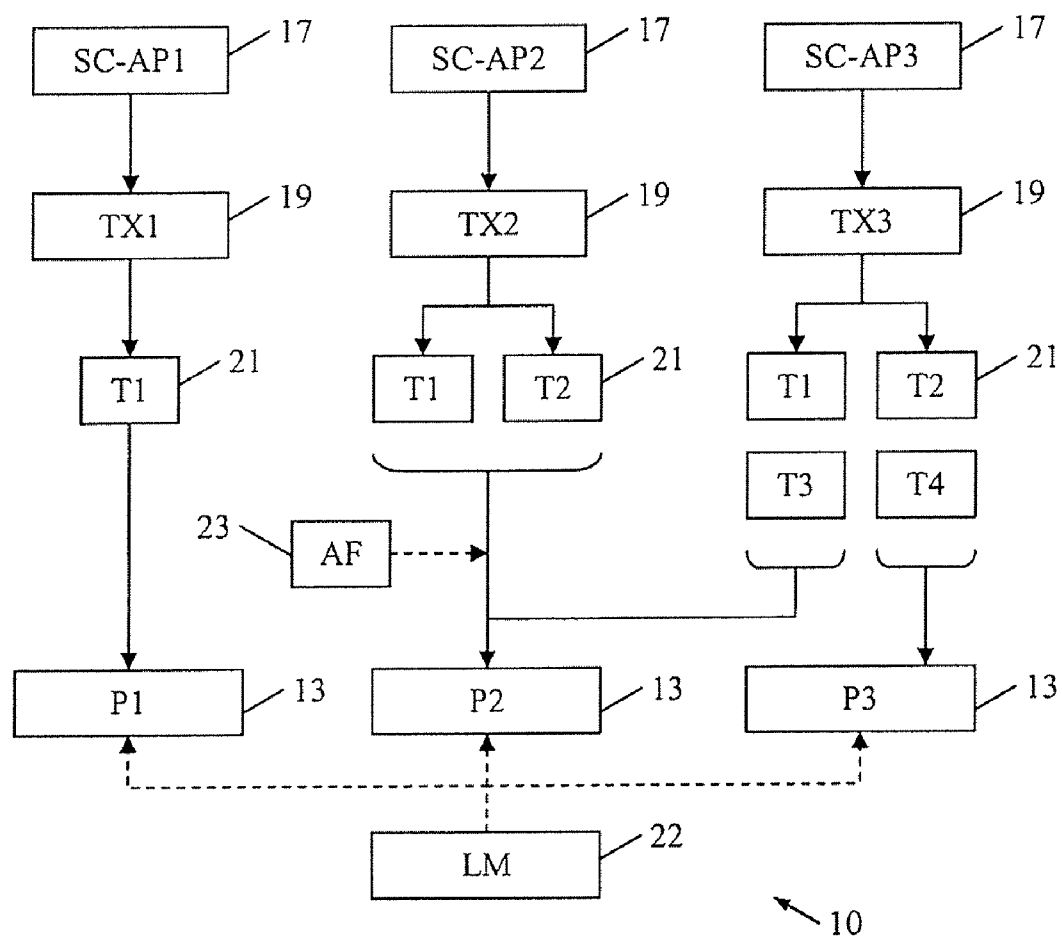 SC-AP1 17 SC-AP2 17 SC-AP3 17
TX1 19 TX2 19 TX3 19
T1 21 T1 T2 21 T1 T2 21
T3 T4
23 AF
P1 13 P2 13 P3 13
LM 22
10